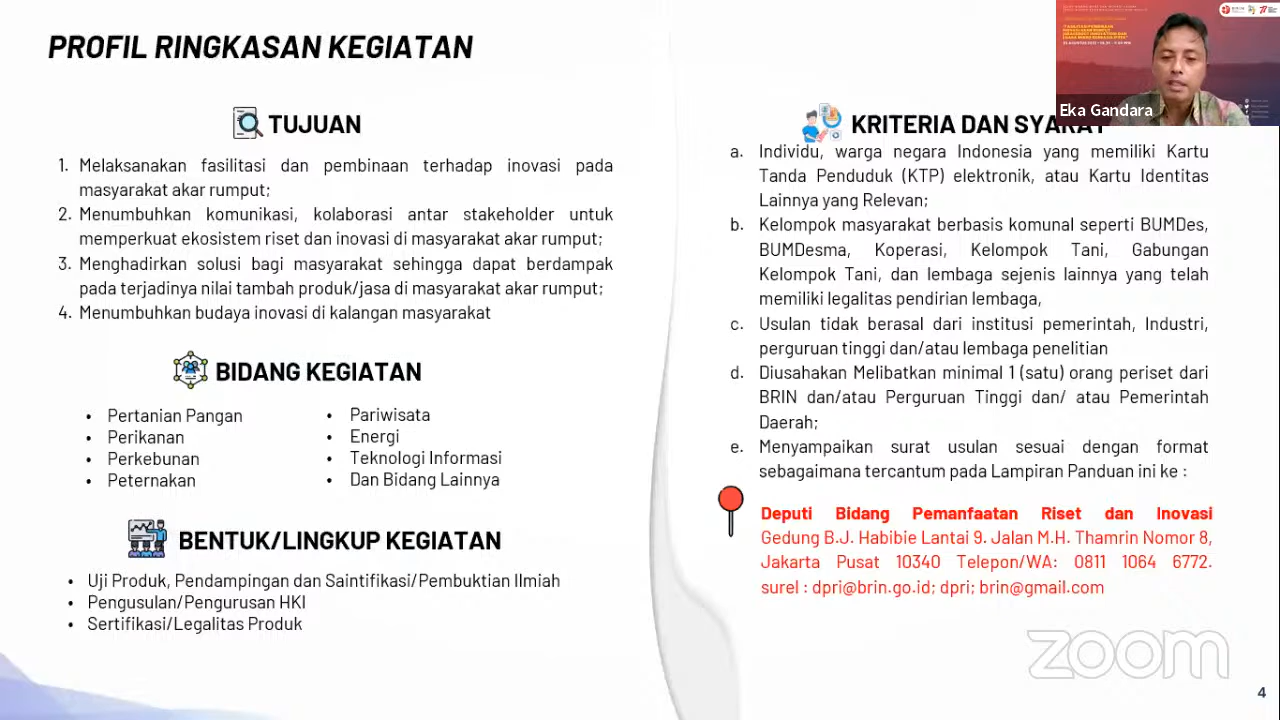 PROFIL RINGKASAN KEGIATAN
TUJUAN
1. Melaksanakan fasilitasi dan pembinaan terhadap inovasi pada
masyarakat akar rumput;
2. Menumbuhkan komunikasi, kolaborasi antar stakeholder untuk
memperkuat ekosistem riset dan inovasi di masyarakat akar rumput;
3. Menghadirkan solusi bagi masyarakat sehingga dapat berdampak
pada terjadinya nilai tambah produk/jasa di masyarakat akar rumput;
4. Menumbuhkan budaya inovasi di kalangan masyarakat
BIDANG KEGIATAN
• Pertanian Pangan
• Perikanan
• Perkebunan
• Peternakan
• Pariwisata
• Energi
• Teknologi Informasi
• Dan Bidang Lainnya
BENTUK/LINGKUP KEGIATAN
• Uji Produk, Pendampingan dan Saintifikasi/Pembuktian Ilmiah
• Pengusulan/Pengurusan HKI
• Sertifikasi/Legalitas Produk
Eka Gandara
KRITERIA DAN SYARAT
a. Individu, warga negara Indonesia yang memiliki Kartu
Tanda Penduduk (KTP) elektronik, atau Kartu Identitas
Lainnya yang Relevan;
b. Kelompok masyarakat berbasis komunal seperti BUMDes,
BUMDesma, Koperasi, Kelompok Tani, Gabungan
Kelompok Tani, dan lembaga sejenis lainnya yang telah
memiliki legalitas pendirian lembaga,
c. Usulan tidak berasal dari institusi pemerintah, Industri,
perguruan tinggi dan/atau lembaga penelitian
d. Diusahakan Melibatkan minimal 1 (satu) orang periset dari
BRIN dan/atau Perguruan Tinggi dan/ atau Pemerintah
Daerah;
e. Menyampaikan surat usulan sesuai dengan format
sebagaimana tercantum pada Lampiran Panduan ini ke :
Deputi Bidang Pemanfaatan Riset dan Inovasi
Gedung B.J. Habibie Lantai 9. Jalan M.H. Thamrin Nomor 8,
Jakarta Pusat 10340 Telepon/WA: 0811 1064 6772.
surel : dpri@brin.go.id; dpri; brin@gmail.com
zoom
4